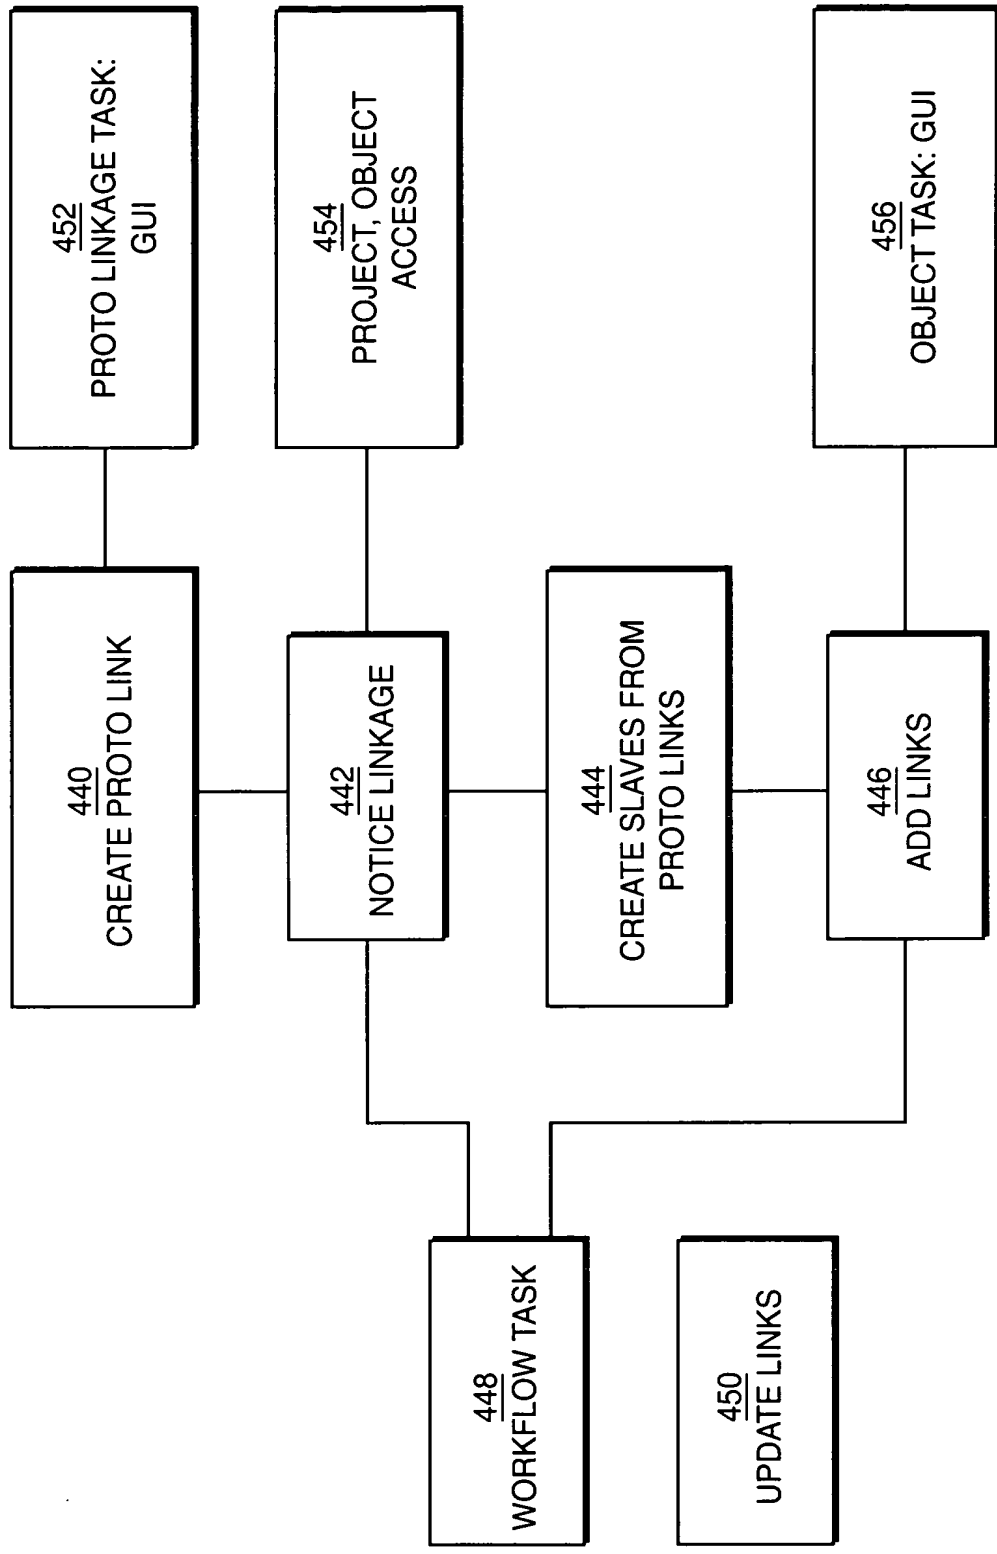 452
PROTO LINKAGE TASK:
GUI
454
PROJECT, OBJECT
ACCESS
456
OBJECT TASK: GUI
440
CREATE PROTO LINK
442
NOTICE LINKAGE
444
CREATE SLAVES FROM
PROTO LINKS
446
ADD LINKS
448
WORKFLOW TASK
450
UPDATE LINKS